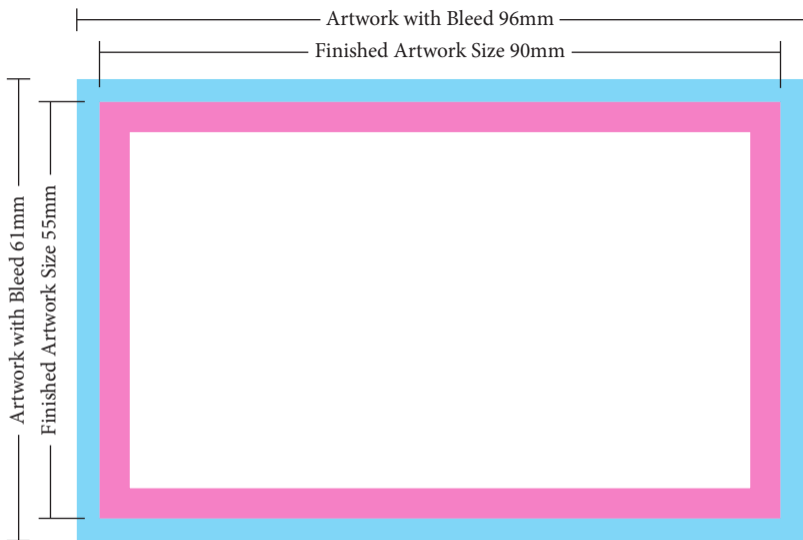 Artwork with Bleed 96mm
Finished Artwork Size 90mm
Artwork with Bleed 61mm
Finished Artwork Size 55mm